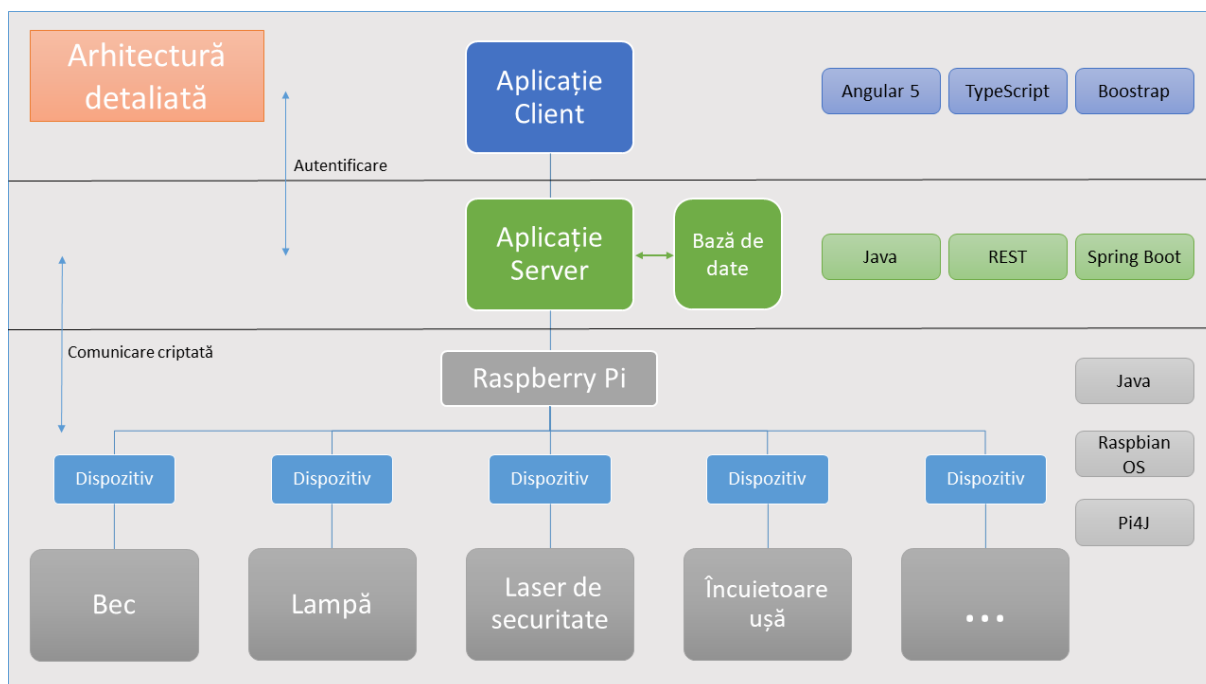 Arhitectură
detaliată
Aplicație
Client
Angular 5
TypeScript
Boostrap
Autentificare
Aplicație
Server
Bază de
date
Java
REST
Spring Boot
Comunicare criptată
Raspberry Pi
Java
Raspbian
OS
Pi4J
Dispozitiv
Dispozitiv
Dispozitiv
Dispozitiv
Dispozitiv
Bec
Lampă
Laser de
securitate
Încuietoare
ușă
...